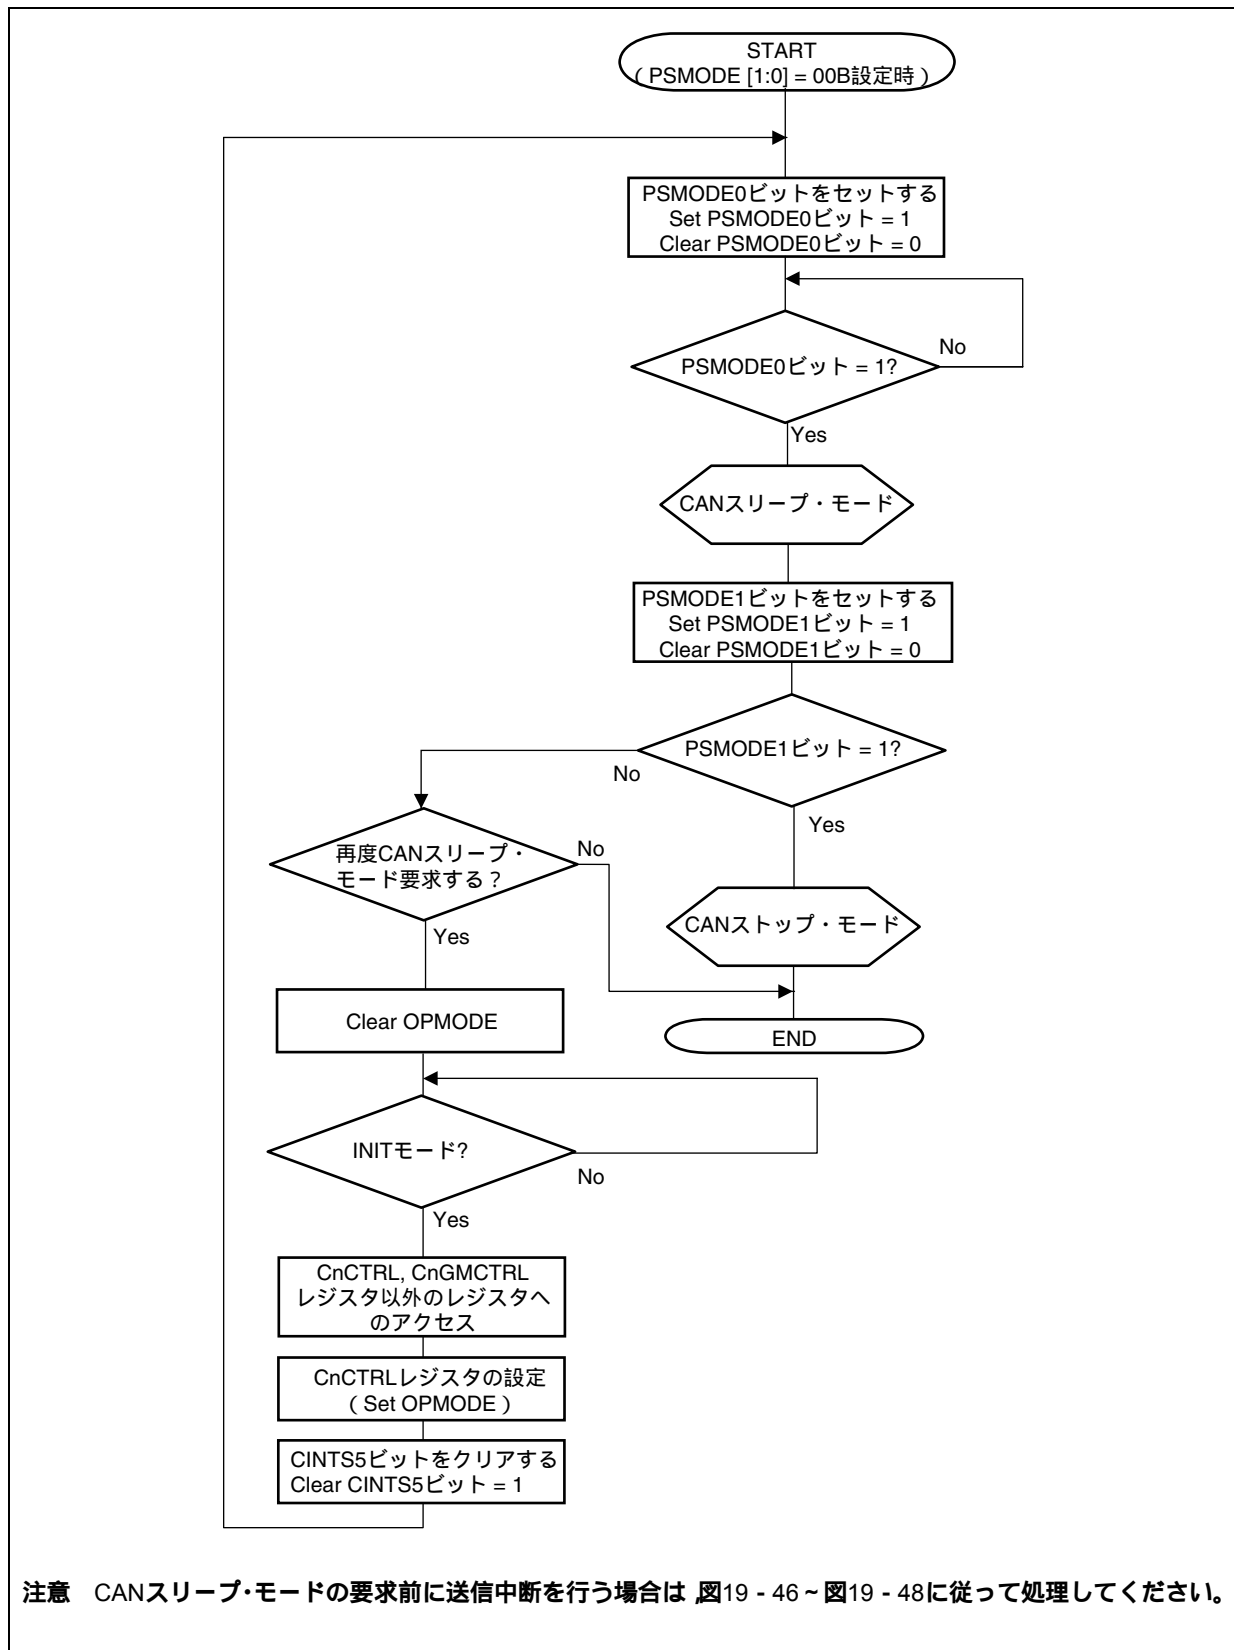 START
( PSMODE [1:0] = 00B設定時 )
PSMODE0ビットをセットする
Set PSMODE0ビット = 1
Clear PSMODE0ビット = 0
PSMODE0ビット = 1?
No
Yes
CANスリープ・モード
PSMODE1ビットをセットする
Set PSMODE1ビット = 1
Clear PSMODE1ビット = 0
PSMODE1ビット = 1?
No
Yes
再度CANスリープ・
モード要求する？
No
Yes
CANストップ・モード
Clear OPMODE
END
INITモード?
No
Yes
CnCTRL, CnGMCTRL
レジスタ以外のレジスタへ
のアクセス
CnCTRLレジスタの設定
( Set OPMODE )
CINTS5ビットをクリアする
Clear CINTS5ビット = 1
注意　CANスリープ・モードの要求前に送信中断を行う場合は,図19 - 46 ~ 図19 - 48に従って処理してください。